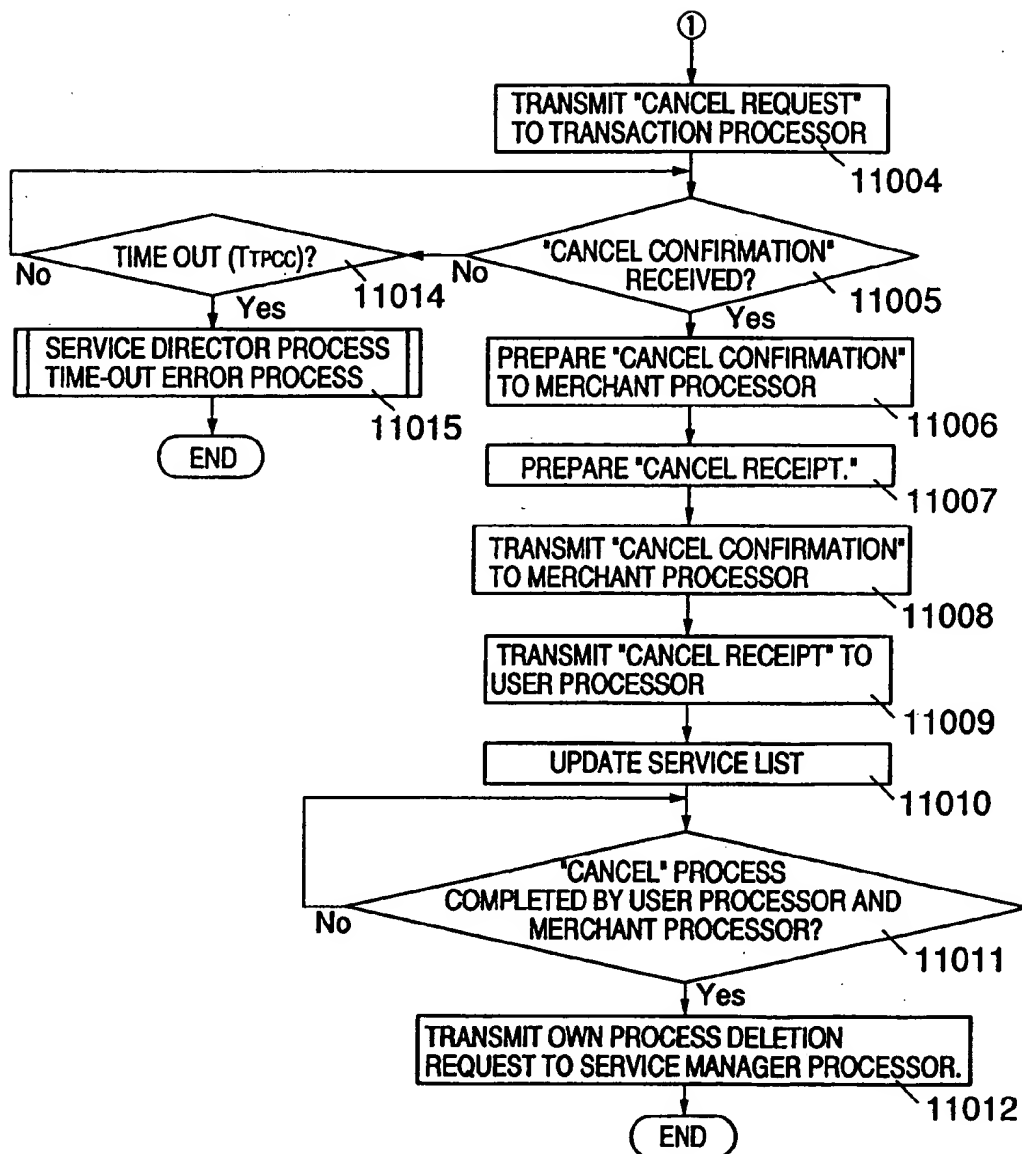 ①
TRANSMIT "CANCEL REQUEST"
TO TRANSACTION PROCESSOR
11004
"CANCEL CONFIRMATION"
RECEIVED?
11005
No
Yes
TIME OUT (TTPCC)?
11014
No
Yes
SERVICE DIRECTOR PROCESS
TIME-OUT ERROR PROCESS
11015
END
PREPARE "CANCEL CONFIRMATION"
TO MERCHANT PROCESSOR
11006
PREPARE "CANCEL RECEIPT."
11007
TRANSMIT "CANCEL CONFIRMATION"
TO MERCHANT PROCESSOR
11008
TRANSMIT "CANCEL RECEIPT" TO
USER PROCESSOR
11009
UPDATE SERVICE LIST
11010
"CANCEL" PROCESS
COMPLETED BY USER PROCESSOR AND
MERCHANT PROCESSOR?
11011
No
Yes
TRANSMIT OWN PROCESS DELETION
REQUEST TO SERVICE MANAGER PROCESSOR.
11012
END